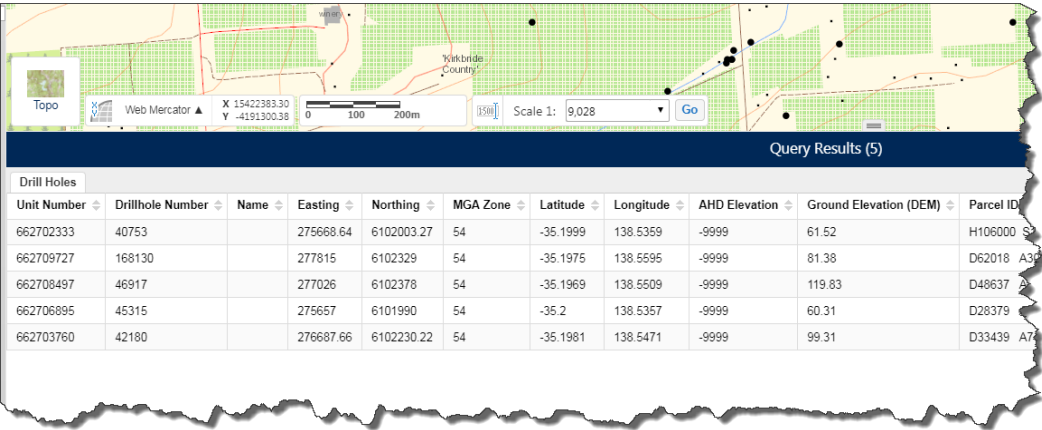 winery
'Kirkbride
Country'
Topo
Web Mercator ▲
X 15422383.30
Y -4191300.38
0 100 200m
1:500
Scale 1: 9,028 ▼ Go
Query Results (5)
Drill Holes
Unit Number Drillhole Number Name Easting Northing MGA Zone Latitude Longitude AHD Elevation Ground Elevation (DEM) Parcel ID
662702333 40753 275668.64 6102003.27 54 -35.1999 138.5359 -9999 61.52 H106000
662709727 168130 277815 6102329 54 -35.1975 138.5595 -9999 81.38 D62018
662708497 46917 277026 6102378 54 -35.1969 138.5509 -9999 119.83 D48637
662706895 45315 275657 6101990 54 -35.2 138.5357 -9999 60.31 D28379
662703760 42180 276687.66 6102230.22 54 -35.1981 138.5471 -9999 99.31 D33439